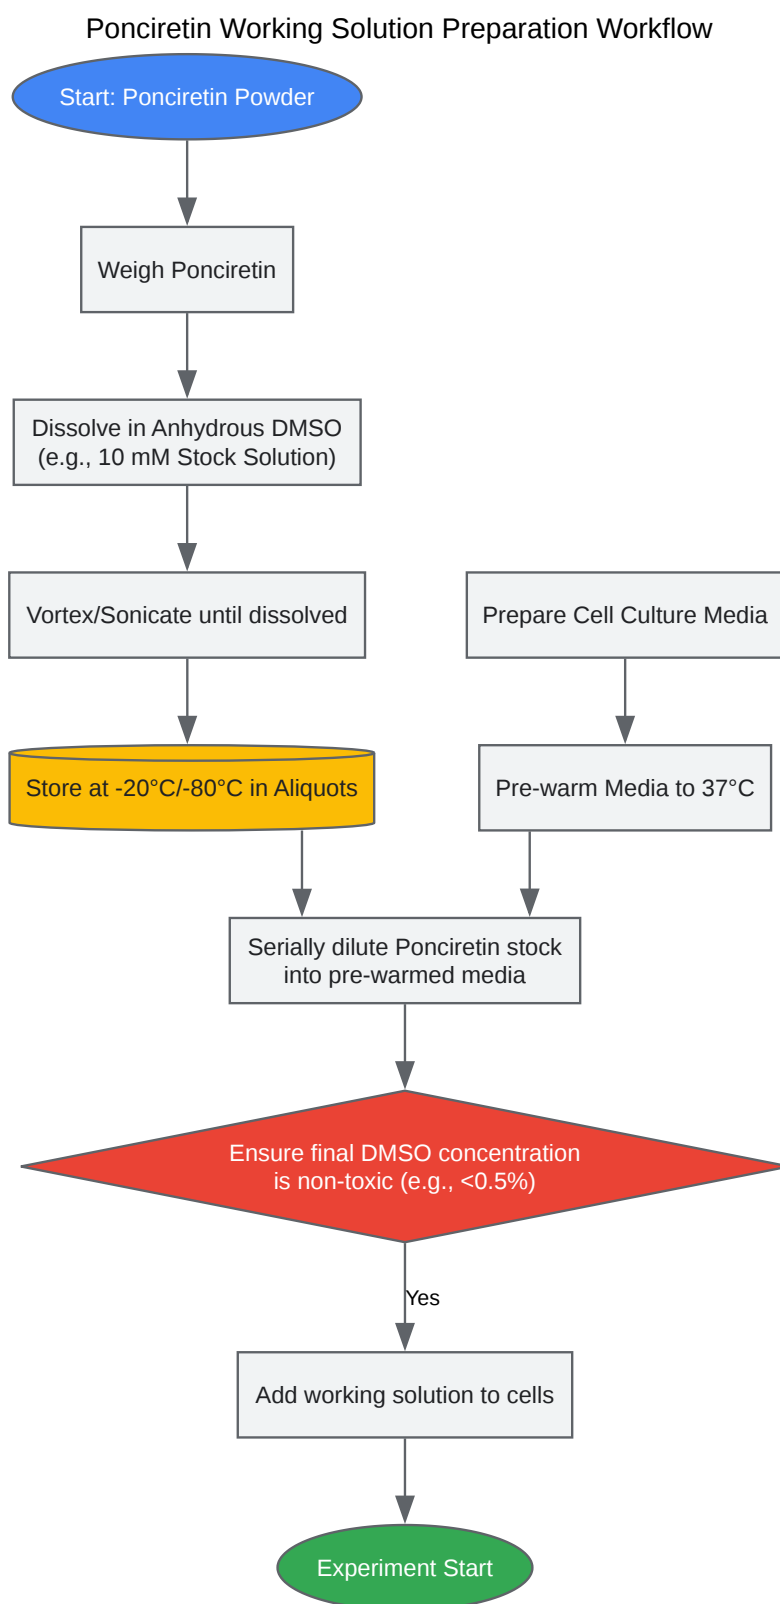 Ponciretin Working Solution Preparation Workflow
Start: Ponciretin Powder
Weigh Ponciretin
Dissolve in Anhydrous DMSO
(e.g., 10 mM Stock Solution)
Vortex/Sonicate until dissolved
Prepare Cell Culture Media
Store at -20°C/-80°C in Aliquots
Pre-warm Media to 37°C
Serially dilute Ponciretin stock
into pre-warmed media
Ensure final DMSO concentration
is non-toxic (e.g., <0.5%)
Yes
Add working solution to cells
Experiment Start